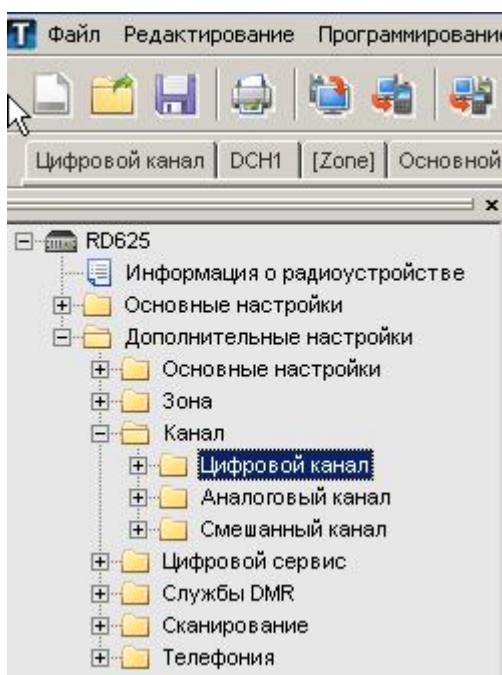 Файл Редактирование Программировани
Цифровой канал DCH1 [Zone] Основной
RD625
Информация о радиоустройстве
Основные настройки
Дополнительные настройки
Основные настройки
Зона
Канал
Цифровой канал
Аналоговый канал
Смешанный канал
Цифровой сервис
Службы DMR
Сканирование
Телефония